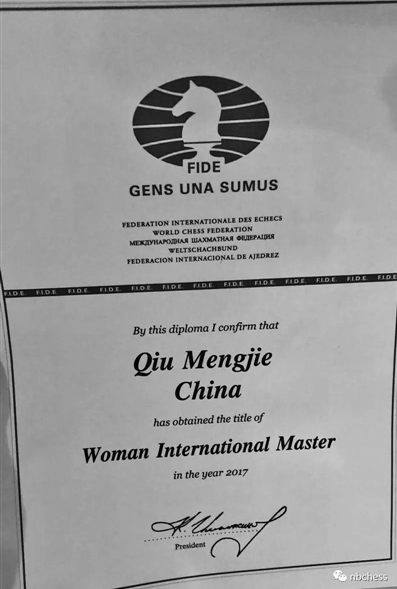 FIDE
GENS UNA SUMUS
FEDERATION INTERNATIONALE DES ECHECS
WORLD CHESS FEDERATION
МЕЖДУНАРОДНАЯ ШАХМАТНАЯ ФЕДЕРАЦИЯ
WELTSCHACHBUND
FEDERACION INTERNACIONAL DE AJEDREZ
F.I.D.E. F.I.D.E. F.I.D.E. F.I.D.E. F.I.D.E. F.I.D.E. F.I.D.E. F.I.D.E. F.I.D.E. F.I.D.E. F.I.D.E. F.I.D.E.
By this diploma I confirm that
Qiu Mengjie
China
has obtained the title of
Woman International Master
in the year 2017
President
nbchess